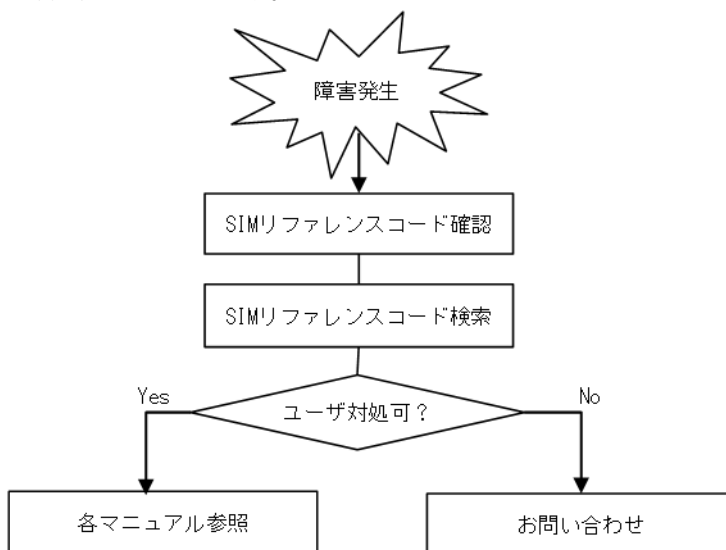 障害発生
SIMリファレンスコード確認
SIMリファレンスコード検索
ユーザ対処可?
Yes
No
各マニュアル参照
お問い合わせ